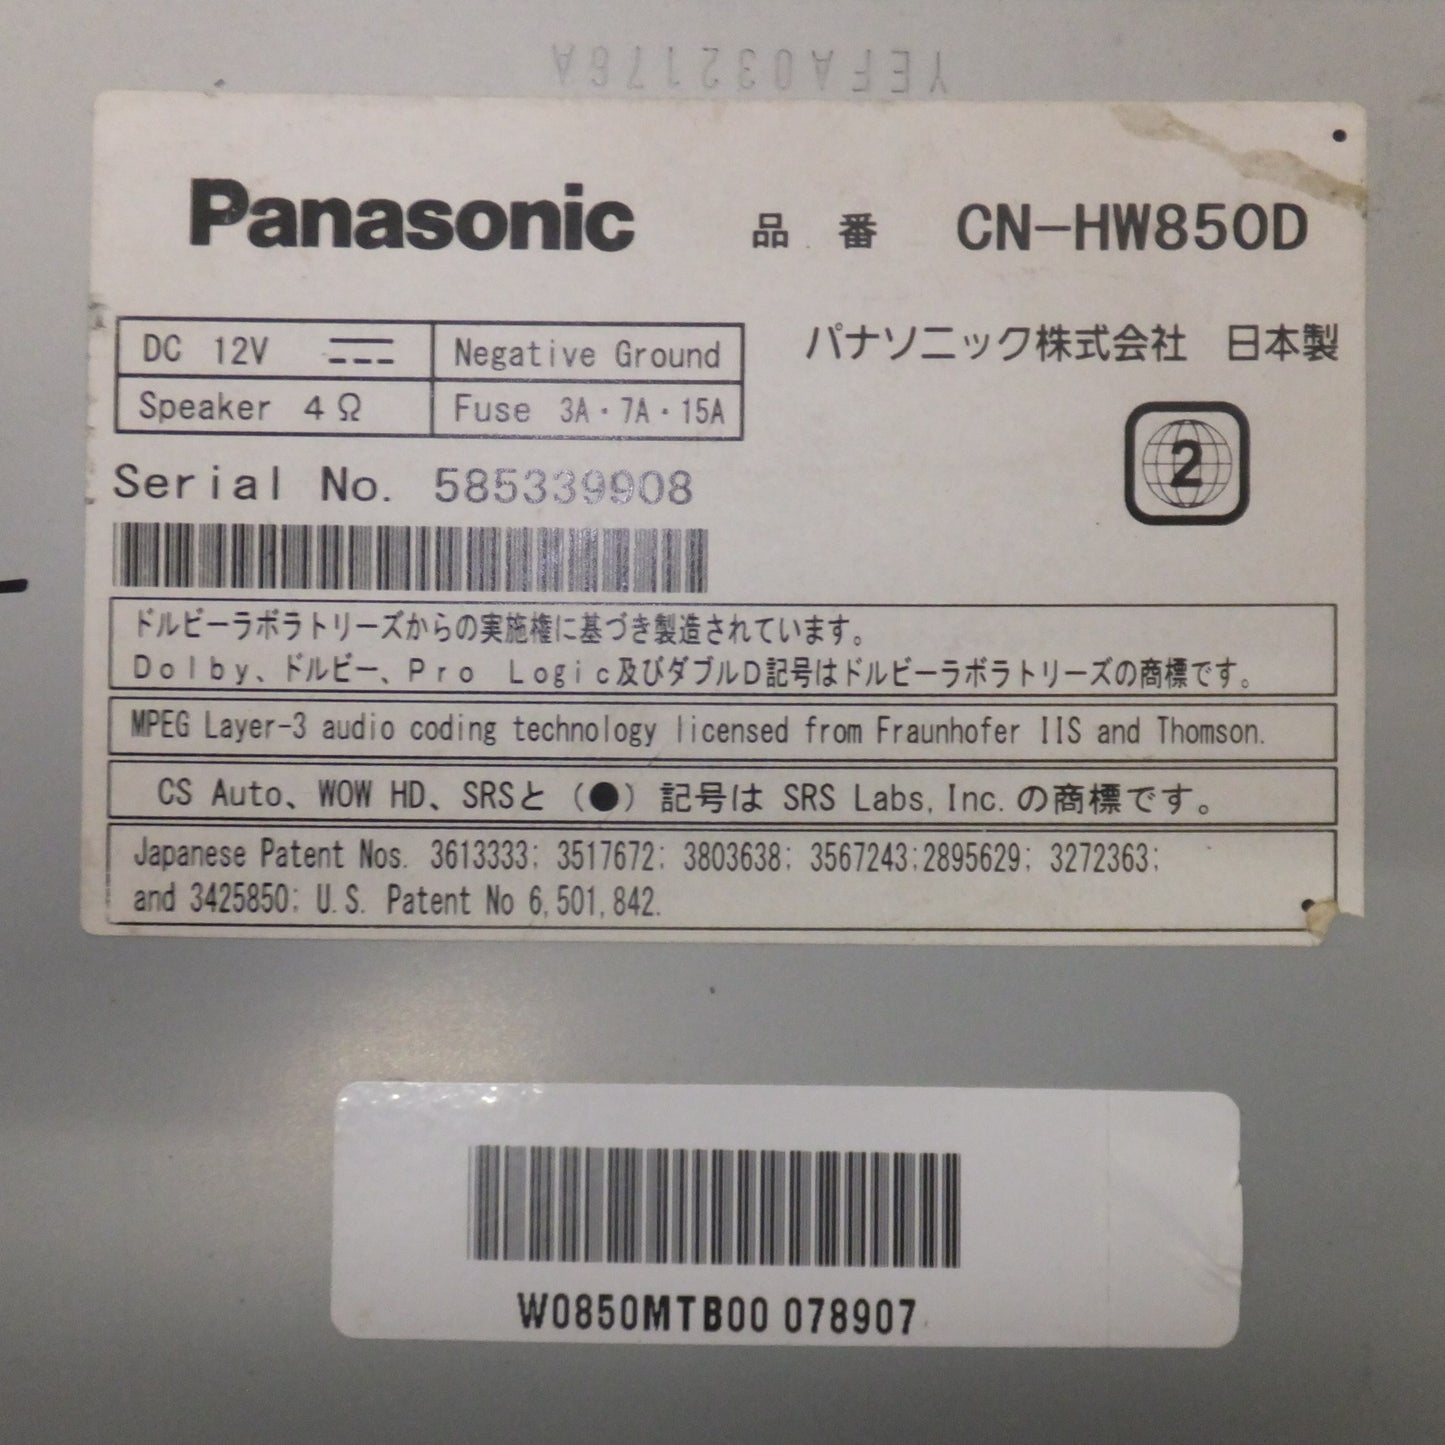 YEFA032176A
Panasonic 品 番 CN-HW850D
DC 12V Negative Ground
Speaker 4Ω Fuse 3A・7A・15A
パナソニック株式会社 日本製
2
Serial No. 585339908
ドルビーラボラトリーズからの実施権に基づき製造されています。
Dolby、ドルビー、Pro Logic及びダブルD記号はドルビーラボラトリーズの商標です。
MPEG Layer-3 audio coding technology licensed from Fraunhofer IIS and Thomson.
CS Auto、WOW HD、SRSと(●)記号は SRS Labs, Inc. の商標です。
Japanese Patent Nos. 3613333; 3517672; 3803638; 3567243;2895629; 3272363;
and 3425850; U.S. Patent No 6,501,842.
W0850MTB00 078907